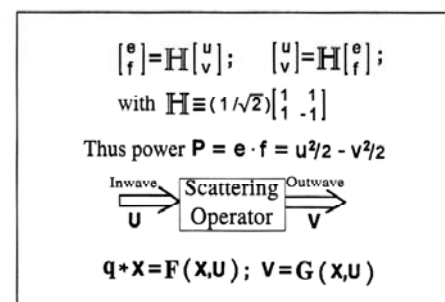 [e f]=ℍ[u v]; [u v]=ℍ[e f];
with ℍ≡(1/√2)[1 1 1 -1]
Thus power P = e · f = u²/2 - v²/2
Inwave Scattering Outwave
U Operator V
q*X=F(X,U); V=G(X,U)